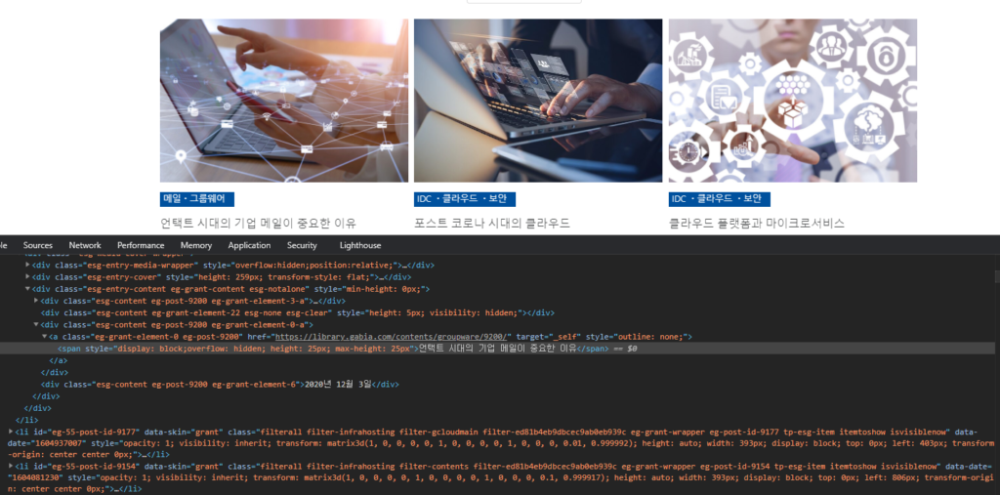 메일・그룹웨어
IDC ・클라우드 ・보안
IDC ・클라우드 ・보안
언택트 시대의 기업 메일이 중요한 이유
포스트 코로나 시대의 클라우드
클라우드 플랫폼과 마이크로서비스
Sources Network Performance Memory Application Security Lighthouse
▶<div class="esg-entry-media-wrapper" style="overflow:hidden;position:relative;">…</div>
▶<div class="esg-entry-cover" style="height: 259px; transform-style: flat;">…</div>
▼<div class="esg-entry-content eg-grant-content esg-notalone" style="min-height: 0px;">
▶<div class="esg-content eg-post-9200 eg-grant-element-3-a">…</div>
<div class="esg-content eg-post-9200 eg-grant-element-22 esg-none esg-clear" style="height: 5px; visibility: hidden;"></div>
▼<div class="esg-content eg-post-9200 eg-grant-element-0-a">
▼<a class="eg-grant-element-0 eg-post-9200" href="https://library.gabia.com/contents/groupware/9200/" target="_self" style="outline: none;">
<span style="display: block;overflow: hidden; height: 25px; max-height: 25px">언택트 시대의 기업 메일이 중요한 이유</span> == $0
</a>
</div>
<div class="esg-content eg-post-9200 eg-grant-element-6">2020년 12월 3일</div>
</div>
</div>
</li>
▶<li id="eg-55-post-id-9177" data-skin="grant" class="filterall filter-infrahosting filter-gcloudmain filter-ed81b4eb9dbcec9ab0eb939c eg-grant-wrapper eg-post-id-9177 tp-esg-item itemtoshow isvisiblenow" data-
date="1604937007" style="opacity: 1; visibility: inherit; transform: matrix3d(1, 0, 0, 0, 0, 1, 0, 0, 0, 0, 1, 0, 0, 0, 0.01, 0.999992); height: auto; width: 393px; display: block; top: 0px; left: 403px; transform
-origin: center center 0px;">…</li>
▶<li id="eg-55-post-id-9154" data-skin="grant" class="filterall filter-infrahosting filter-contents filter-ed81b4eb9dbcec9ab0eb939c eg-grant-wrapper eg-post-id-9154 tp-esg-item itemtoshow isvisiblenow" data-date=
"1604081230" style="opacity: 1; visibility: inherit; transform: matrix3d(1, 0, 0, 0, 0, 1, 0, 0, 0, 0, 1, 0, 0, 0, 0.1, 0.999917); height: auto; width: 393px; display: block; top: 0px; left: 806px; transform-origi
n: center center 0px;">…</li>